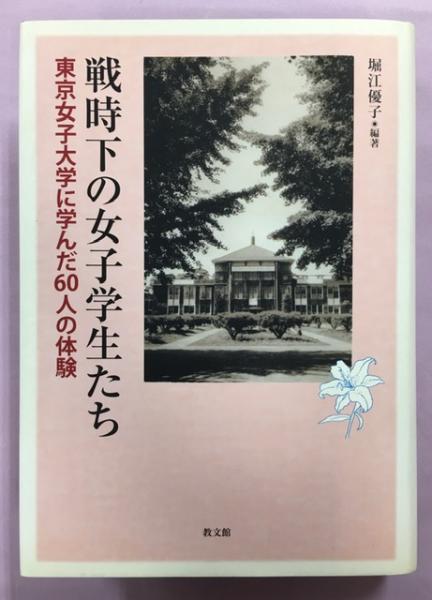 堀江優子●編著
戦時下の女子学生たち
東京女子大学に学んだ60人の体験
教文館